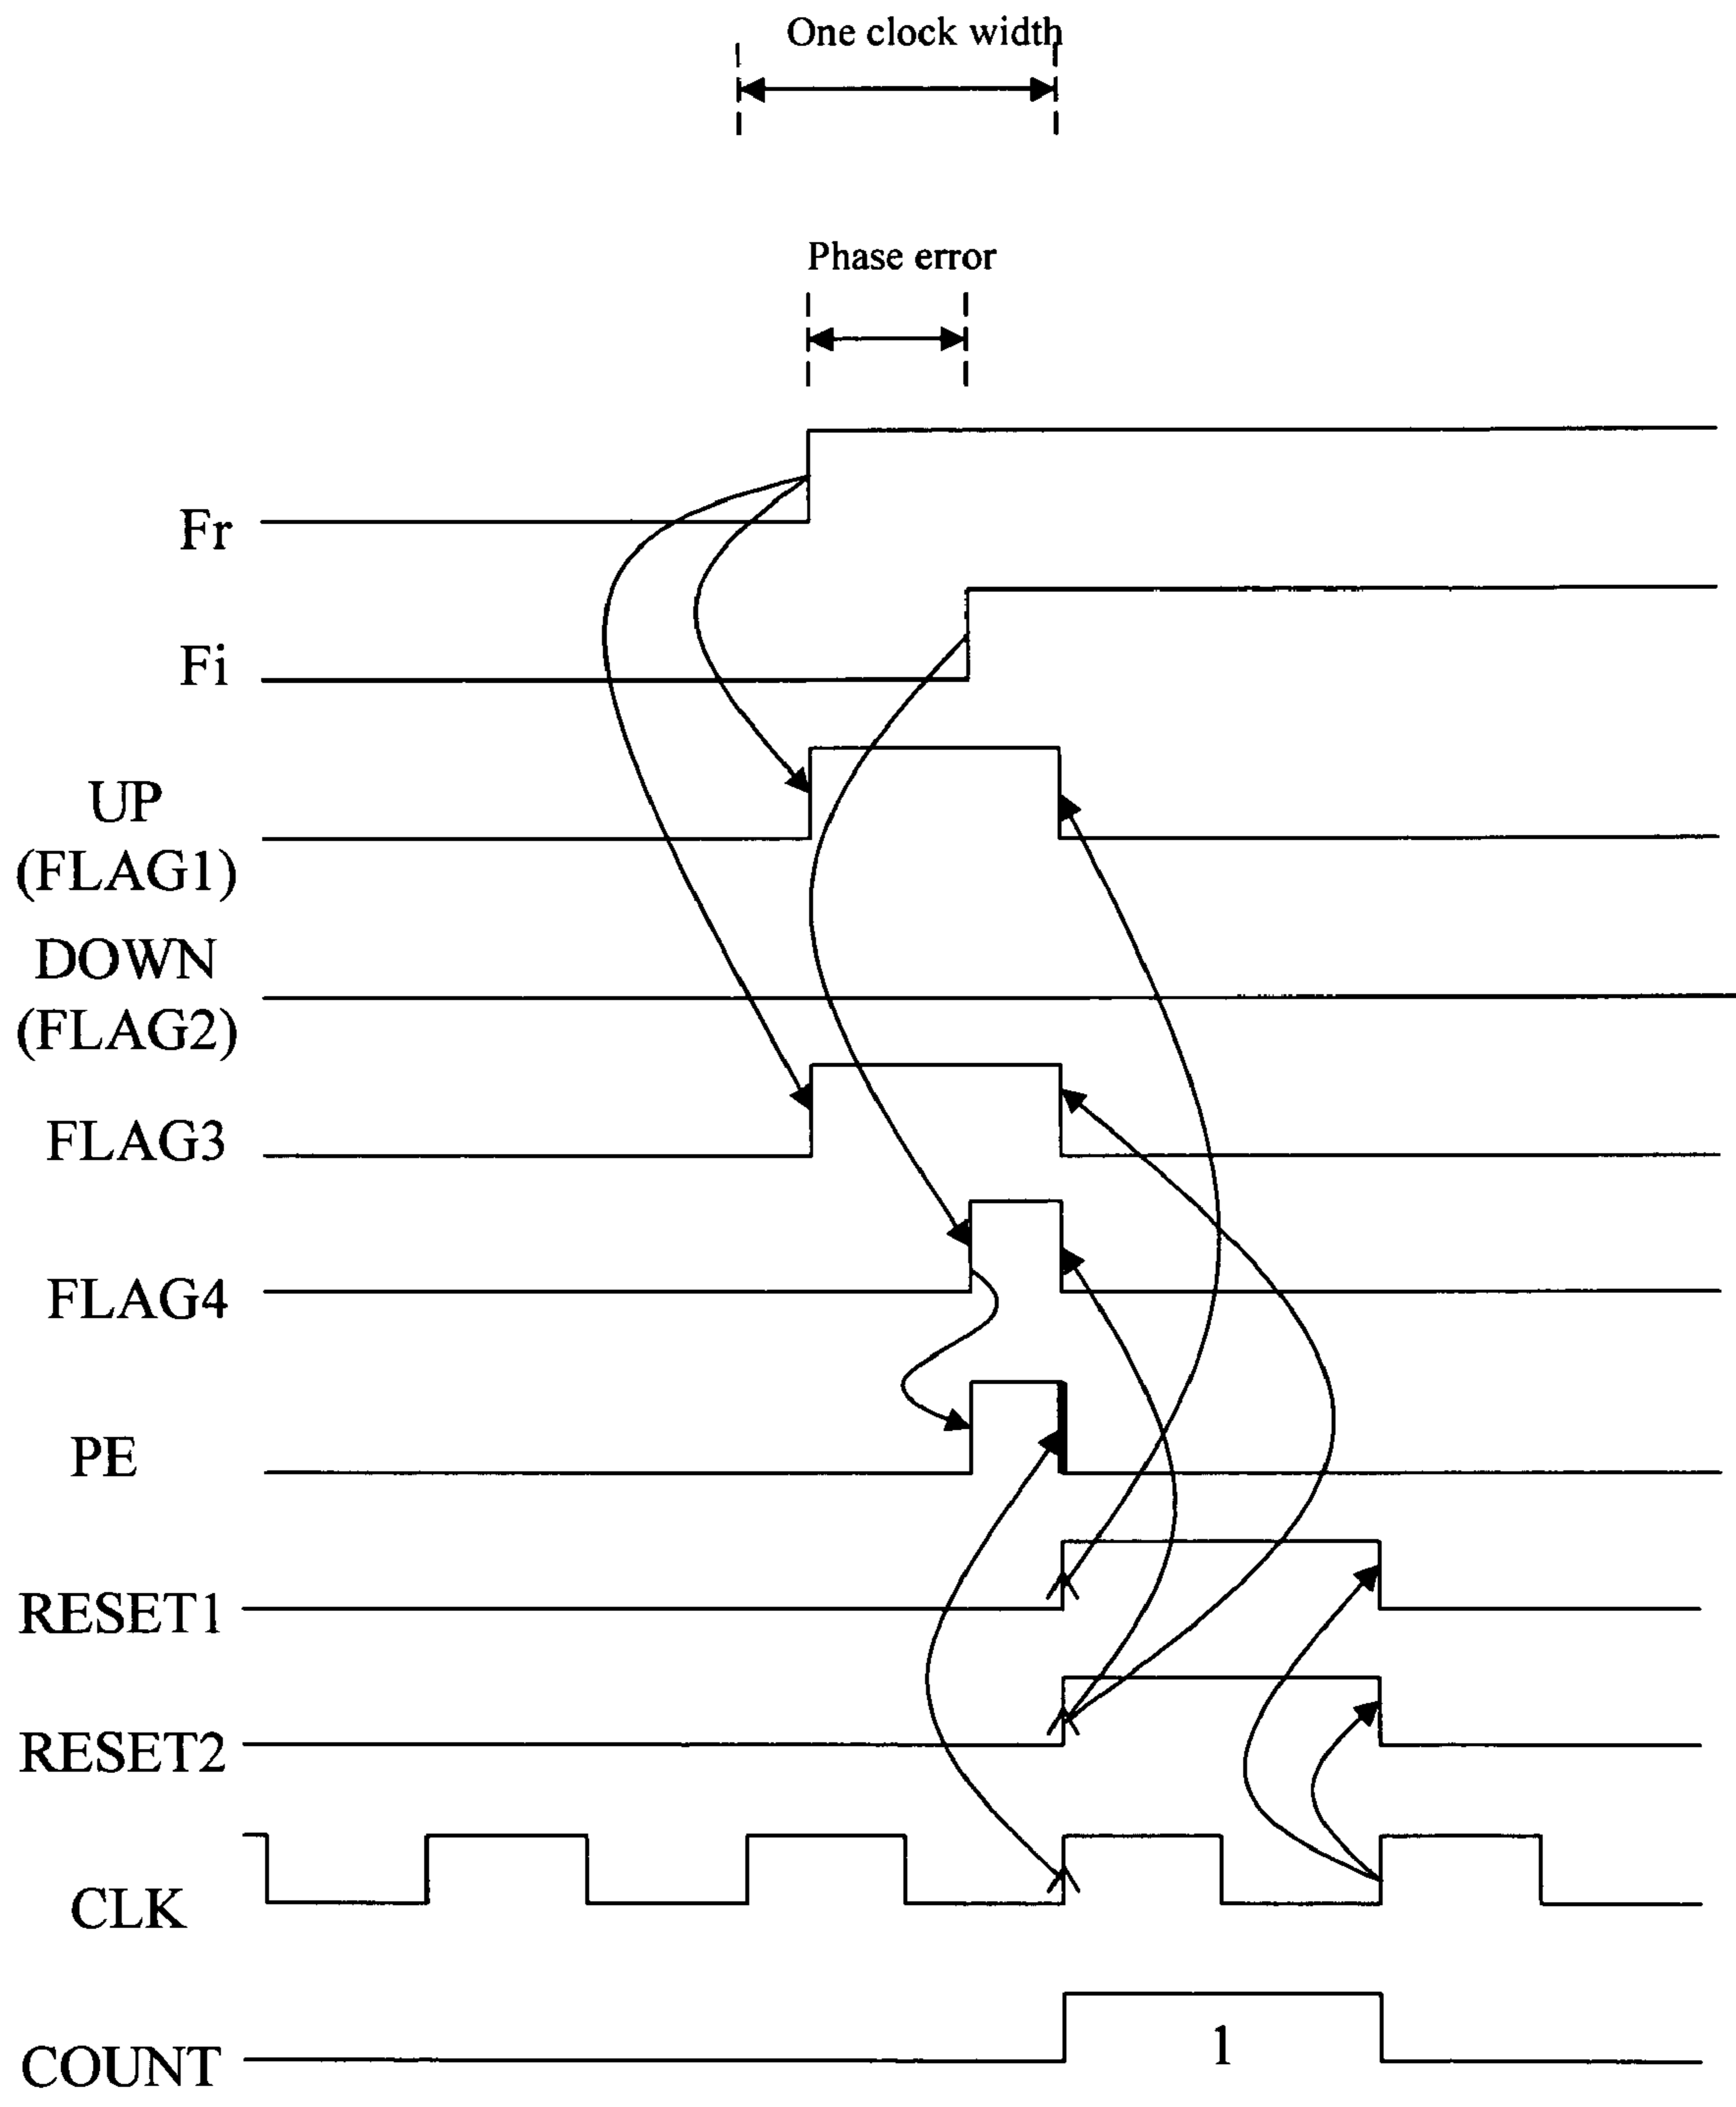 One clock width
Phase error
Fr
Fi
UP
(FLAG1)
DOWN
(FLAG2)
FLAG3
FLAG4
PE
RESET1
RESET2
CLK
1
COUNT